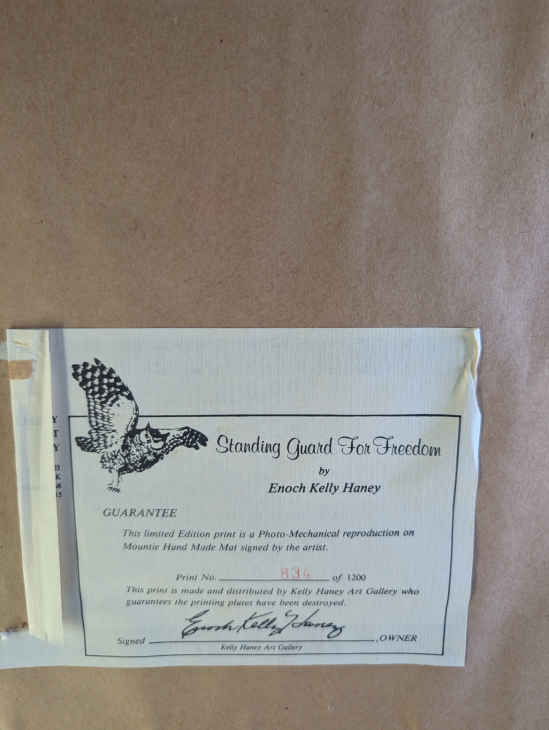 Standing Guard For Freedom
by
Enoch Kelly Haney
GUARANTEE
This limited Edition print is a Photo-Mechanical reproduction on
Mountie Hand Made Mat signed by the artist.
Print No. 834 of 1200
This print is made and distributed by Kelly Haney Art Gallery who
guarantees the printing plates have been destroyed.
Signed Enoch Kelly Haney, OWNER
Kelly Haney Art Gallery
Y
T
Y